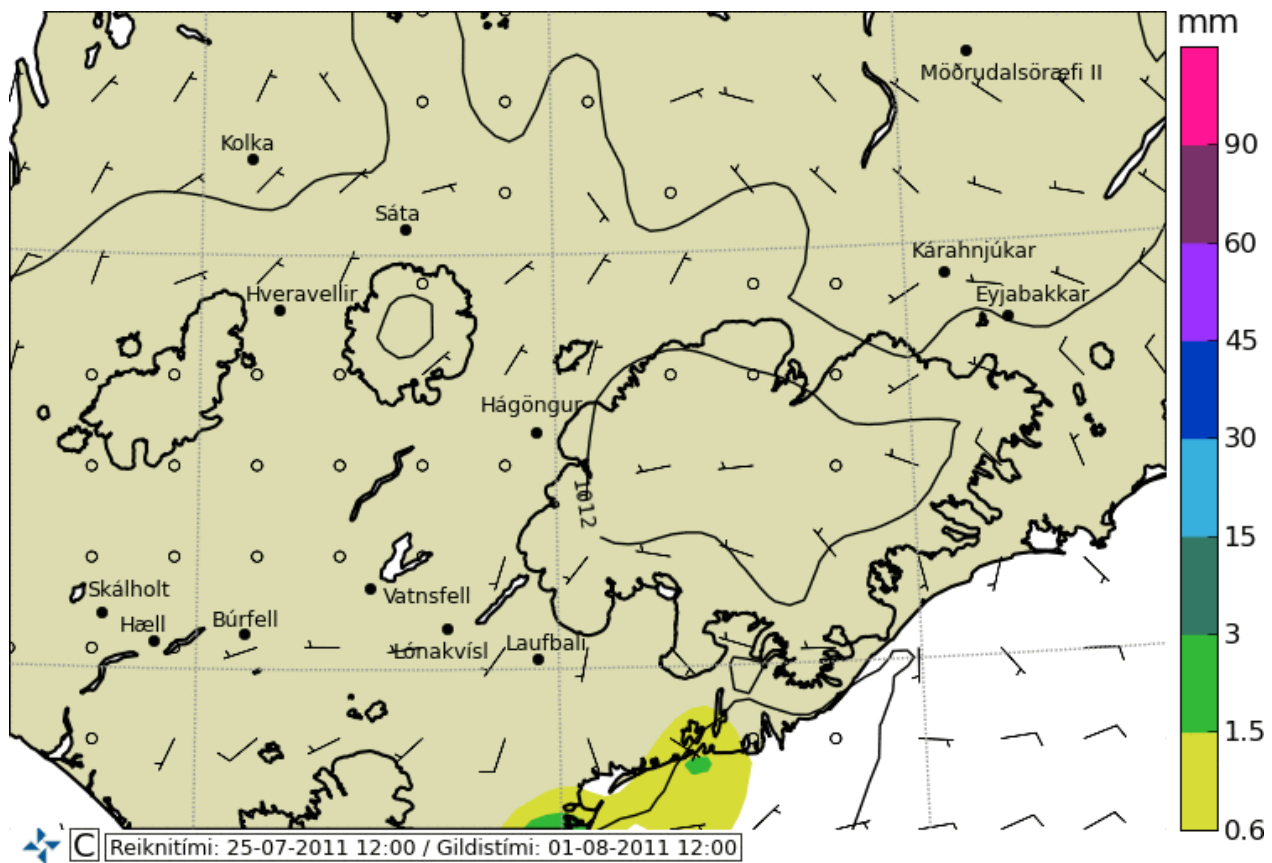 mm
Möðrudalsöræfi II
Kolka
90
Sáta
60
Kárahnjúkar
Hveravellir
Eyjabakkar
45
Hágöngur
30
1012
15
Skálholt
Vatnsfell
Hæll
Búrfell
Lónakvísl
Laufbali
3
1.5
H
0.6
C
Reiknitími: 25-07-2011 12:00 / Gildistími: 01-08-2011 12:00